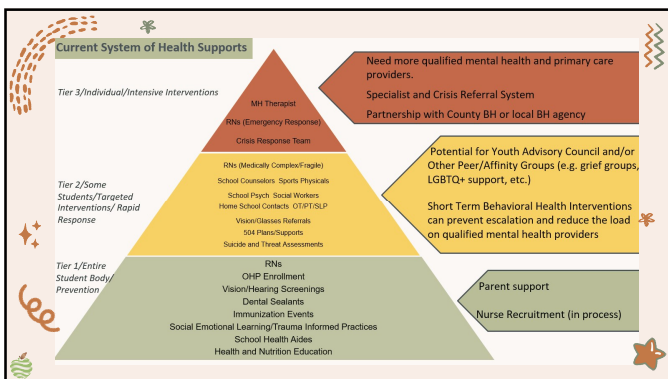 Current System of Health Supports
Tier 3/Individual/Intensive Interventions
MH Therapist
RNs (Emergency Response)
Crisis Response Team
Need more qualified mental health and primary care
providers.
Specialist and Crisis Referral System
Partnership with County BH or local BH agency
Tier 2/Some
Students/Targeted
Interventions/ Rapid
Response
RNs (Medically Complex/Fragile)
School Counselors Sports Physicals
School Psych Social Workers
Home School Contacts OT/PT/SLP
Vision/Glasses Referrals
504 Plans/Supports
Suicide and Threat Assessments
Potential for Youth Advisory Council and/or
Other Peer/Affinity Groups (e.g. grief groups,
LGBTQ+ support, etc.)
Short Term Behavioral Health Interventions
can prevent escalation and reduce the load
on qualified mental health providers
Tier 1/Entire
Student Body/
Prevention
RNs
OHP Enrollment
Vision/Hearing Screenings
Dental Sealants
Immunization Events
Social Emotional Learning/Trauma Informed Practices
School Health Aides
Health and Nutrition Education
Parent support
Nurse Recruitment (in process)